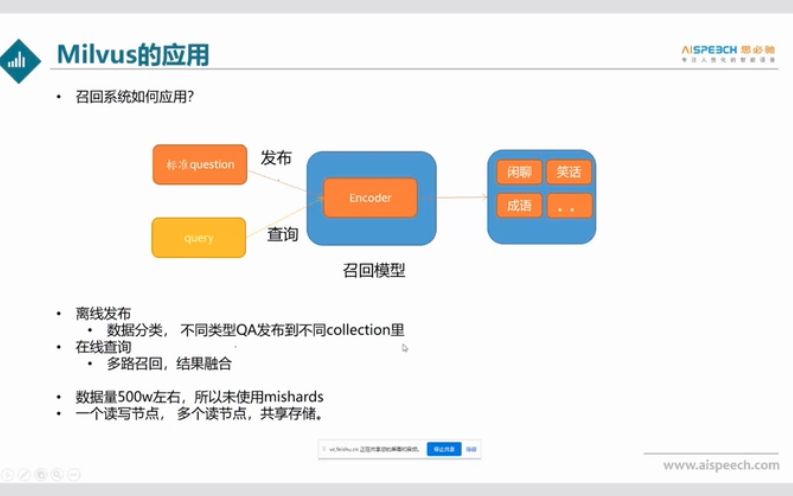 Milvus的应用
AISPEECH 思必驰
专注人性化的智能语音
• 召回系统如何应用?
标准question
发布
query
查询
Encoder
召回模型
闲聊
笑话
成语
。。
• 离线发布
• 数据分类， 不同类型QA发布到不同collection里
• 在线查询
• 多路召回，结果融合
• 数据量500w左右，所以未使用mishards
• 一个读写节点， 多个读节点，共享存储。
停止共享
隐藏
www.aispeech.com